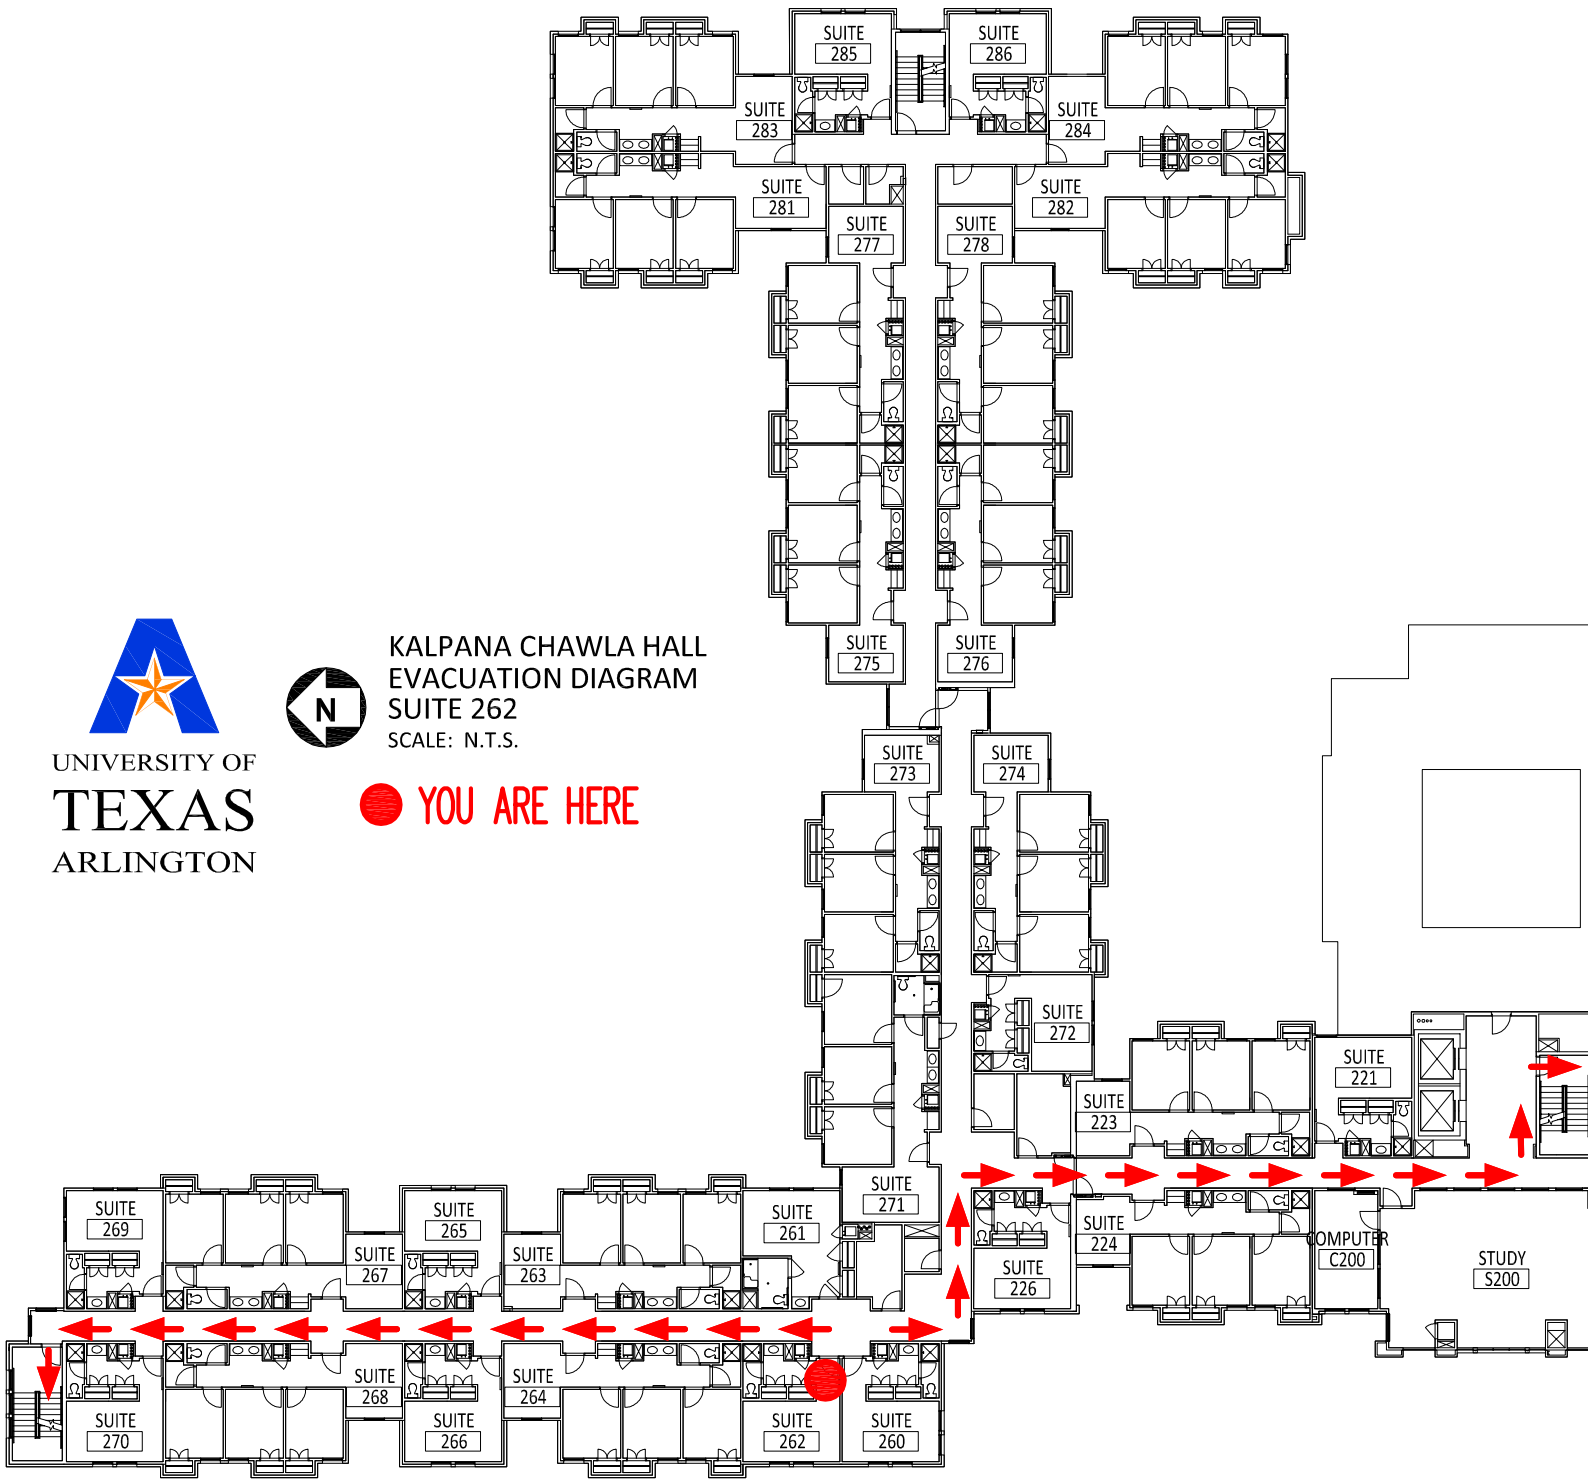 SUITE
285
SUITE
286
SUITE
283
SUITE
284
SUITE
281
SUITE
282
SUITE
277
SUITE
278
SUITE
275
SUITE
276
KALPANA CHAWLA HALL
EVACUATION DIAGRAM
SUITE 262
SCALE: N.T.S.
N
YOU ARE HERE
UNIVERSITY OF
TEXAS
ARLINGTON
SUITE
273
SUITE
274
SUITE
272
SUITE
221
SUITE
223
SUITE
271
SUITE
269
SUITE
265
SUITE
261
SUITE
267
SUITE
263
SUITE
224
SUITE
226
COMPUTER
C200
STUDY
S200
SUITE
268
SUITE
264
SUITE
270
SUITE
266
SUITE
262
SUITE
260